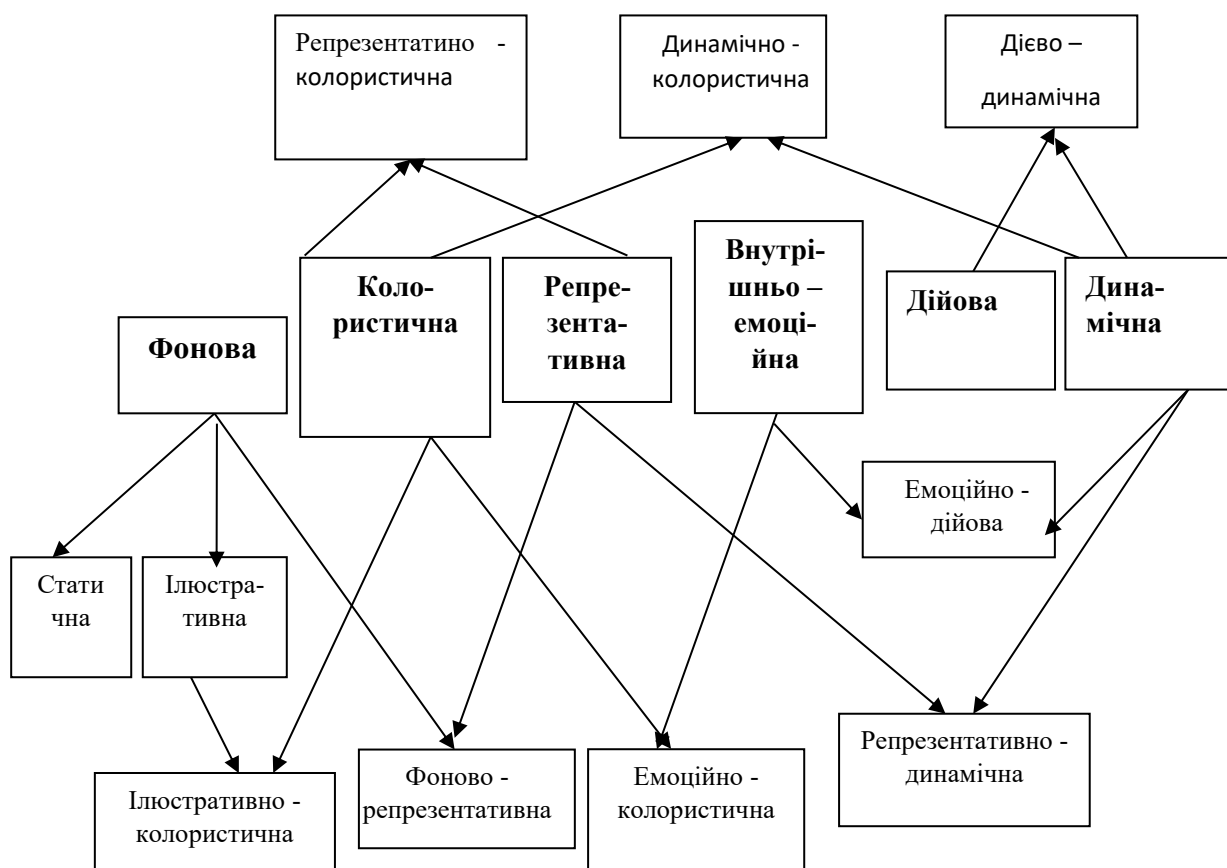 Репрезентатино -
колористична
Динамічно -
колористична
Дієво –
динамічна
Фонова
Коло-
ристична
Репре-
зента-
тивна
Внутрі-
шньо –
емоці-
йна
Дійова
Дина-
мічна
Емоційно -
дійова
Стати
чна
Ілюстра-
тивна
Ілюстративно -
колористична
Фоново -
репрезентативна
Емоційно -
колористична
Репрезентативно -
динамічна